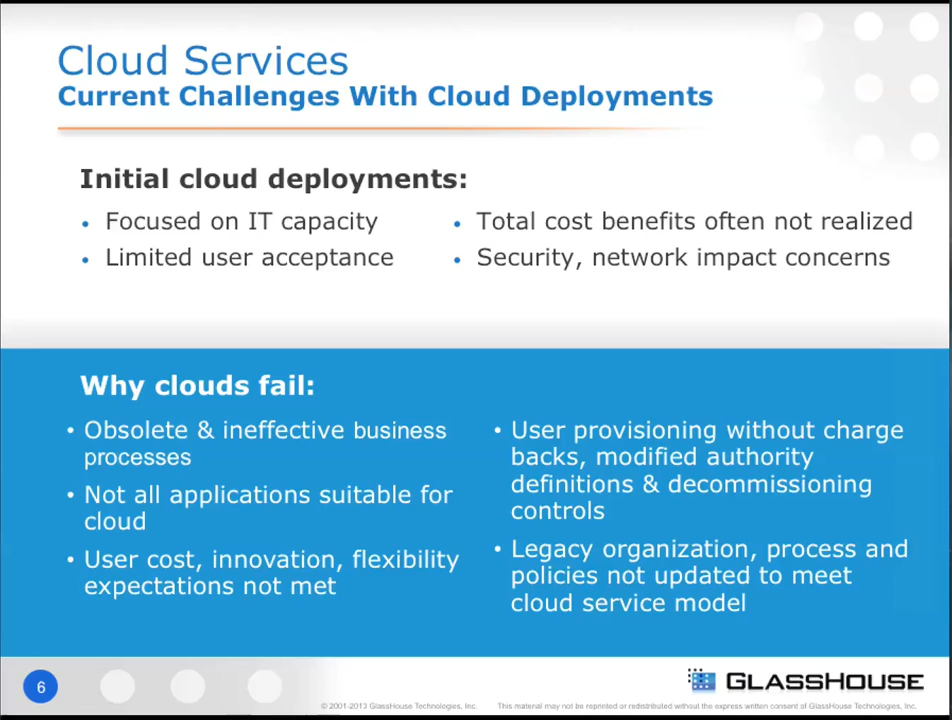 Cloud Services
Current Challenges With Cloud Deployments
Initial cloud deployments:
• Focused on IT capacity
• Limited user acceptance
• Total cost benefits often not realized
• Security, network impact concerns
Why clouds fail:
• Obsolete & ineffective business
processes
• Not all applications suitable for
cloud
• User cost, innovation, flexibility
expectations not met
• User provisioning without charge
backs, modified authority
definitions & decommissioning
controls
• Legacy organization, process and
policies not updated to meet
cloud service model
6
GLASSHOUSE
© 2001-2013 GlassHouse Technologies, Inc.
This material may not be reprinted or redistributed without the express written consent of GlassHouse Technologies, Inc.